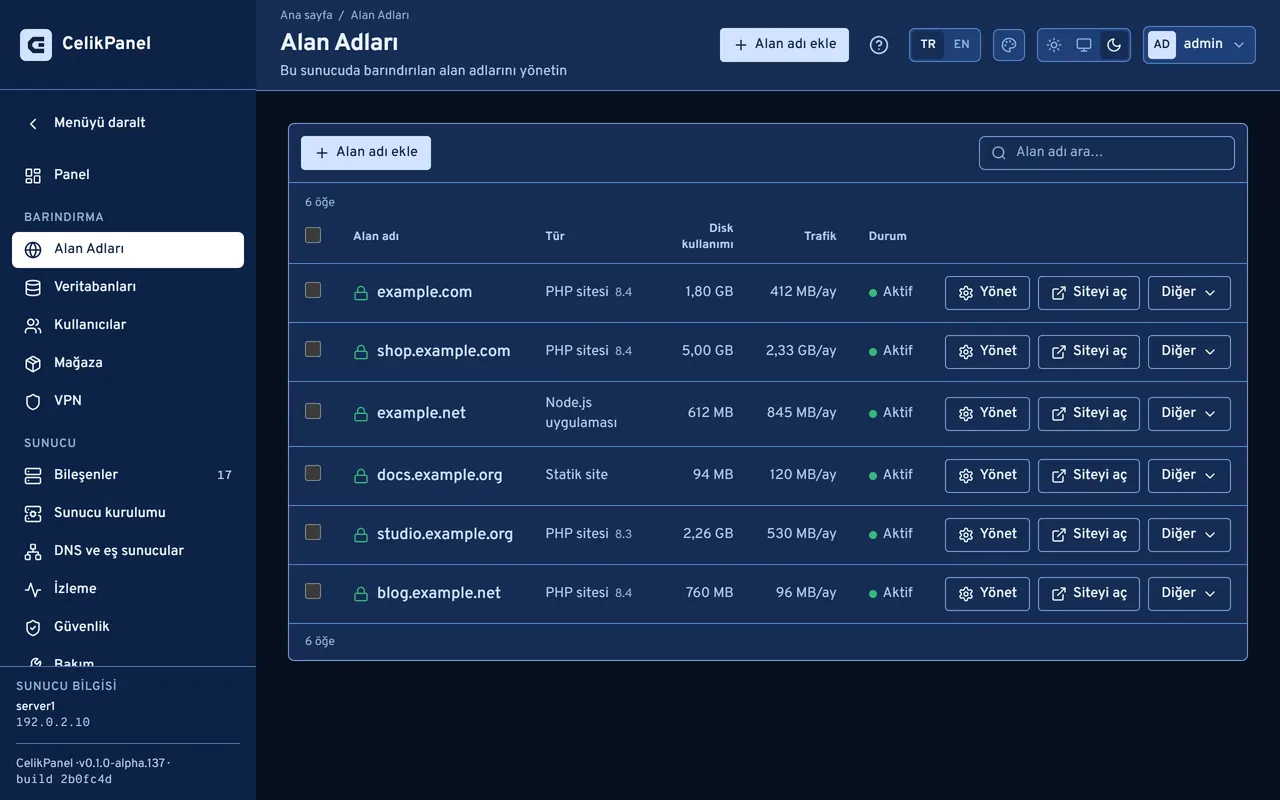 CelikPanel
Menüyü daralt
Panel
BARINDIRMA
Alan Adları
Veritabanları
Kullanıcılar
Mağaza
VPN
SUNUCU
Bileşenler 17
Sunucu kurulumu
DNS ve eş sunucular
İzleme
Güvenlik
Bakım
SUNUCU BİLGİSİ
server1
192.0.2.10
CelikPanel ·v0.1.0-alpha.137·
build 2b0fc4d
Ana sayfa / Alan Adları
Alan Adları
Bu sunucuda barındırılan alan adlarını yönetin
Alan adı ekle
TR EN
AD admin
Alan adı ekle
Alan adı ara...
6 öğe
Alan adı Tür Disk kullanımı Trafik Durum
example.com PHP sitesi 8.4 1,80 GB 412 MB/ay Aktif Yönet Siteyi aç Diğer
shop.example.com PHP sitesi 8.4 5,00 GB 2,33 GB/ay Aktif Yönet Siteyi aç Diğer
example.net Node.js uygulaması 612 MB 845 MB/ay Aktif Yönet Siteyi aç Diğer
docs.example.org Statik site 94 MB 120 MB/ay Aktif Yönet Siteyi aç Diğer
studio.example.org PHP sitesi 8.3 2,26 GB 530 MB/ay Aktif Yönet Siteyi aç Diğer
blog.example.net PHP sitesi 8.4 760 MB 96 MB/ay Aktif Yönet Siteyi aç Diğer
6 öğe